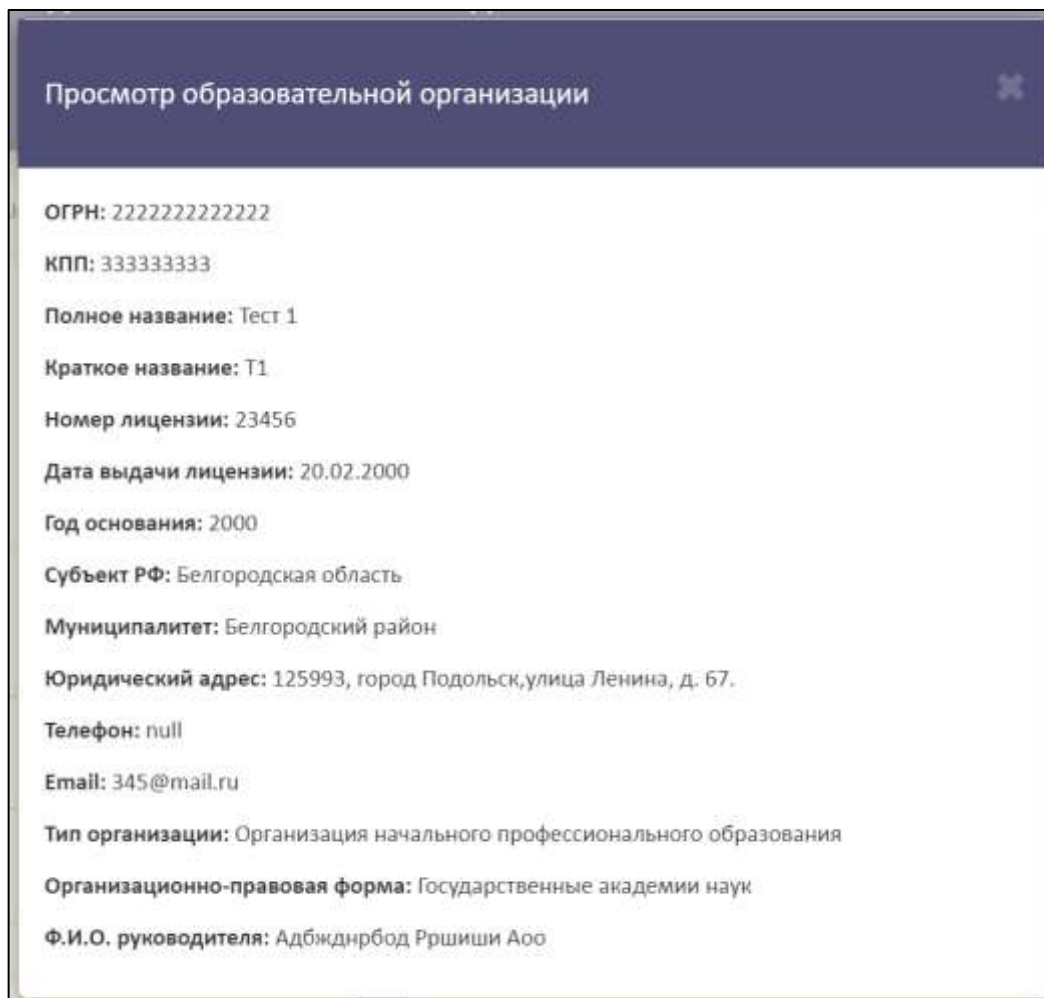 Просмотр образовательной организации
ОГРН: 2222222222222
КПП: 333333333
Полное название: Тест 1
Краткое название: Т1
Номер лицензии: 23456
Дата выдачи лицензии: 20.02.2000
Год основания: 2000
Субъект РФ: Белгородская область
Муниципалитет: Белгородский район
Юридический адрес: 125993, город Подольск,улица Ленина, д. 67.
Телефон: null
Email: 345@mail.ru
Тип организации: Организация начального профессионального образования
Организационно-правовая форма: Государственные академии наук
Ф.И.О. руководителя: Адбжднрбод Рршиши Аоо